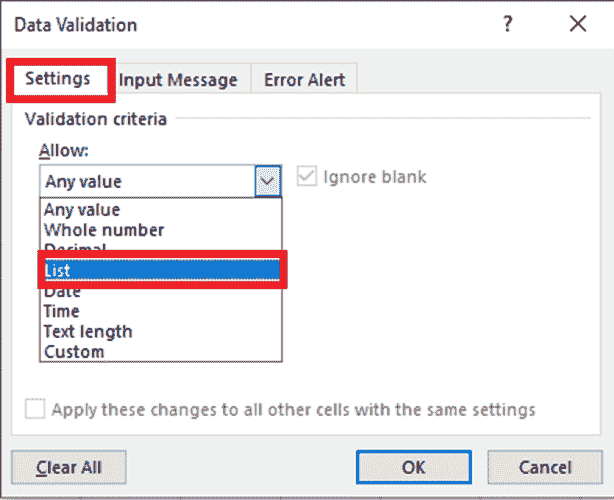 Data Validation ?
Settings Input Message Error Alert
Validation criteria
Allow:
Any value Ignore blank
Any value
Whole number
Decimal
List
Date
Time
Text length
Custom
Apply these changes to all other cells with the same settings
Clear All OK Cancel